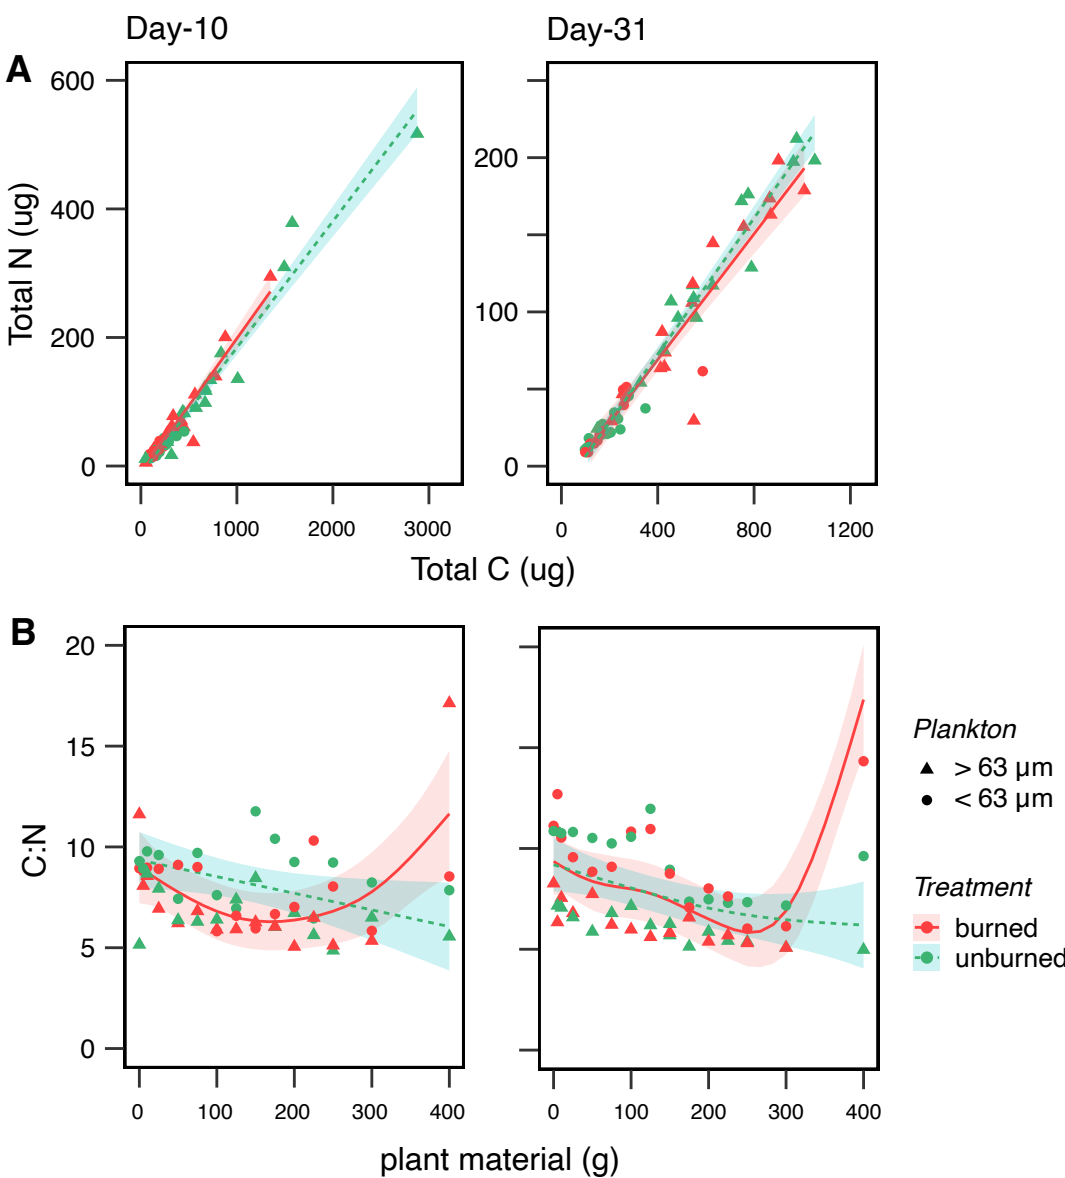 Day-10
Day-31
A
600
400
200
0
Total N (ug)
200
100
0
0 1000 2000 3000
0 400 800 1200
Total C (ug)
B
20
15
10
5
0
C:N
0 100 200 300 400
0 100 200 300 400
plant material (g)
Plankton
> 63 µm
< 63 µm
Treatment
burned
unburned